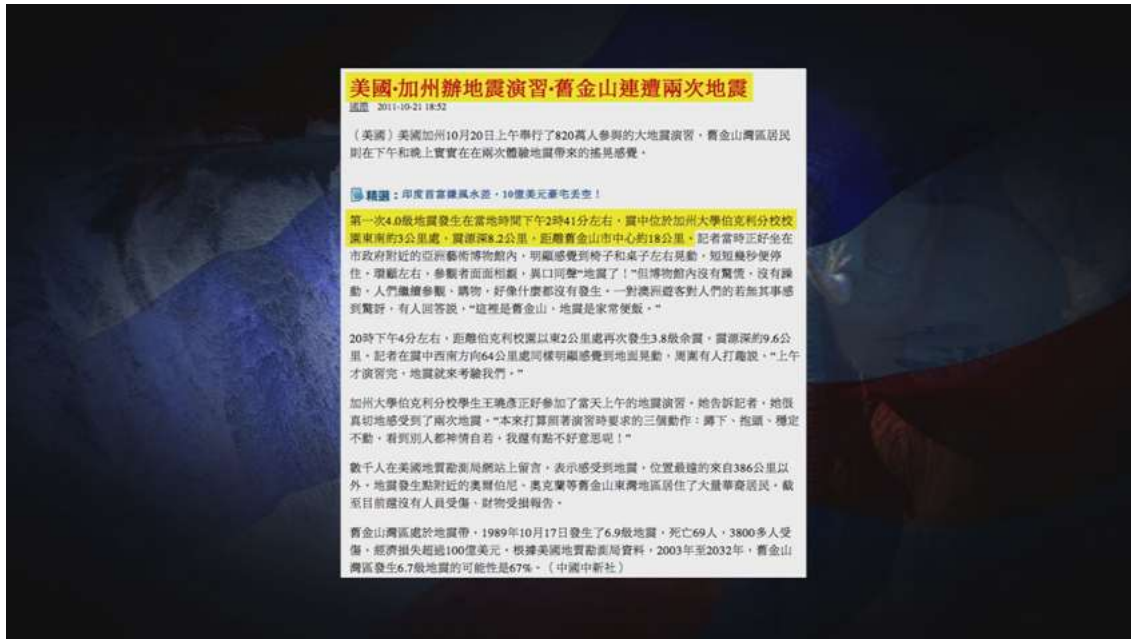 美國‧加州辦地震演習‧舊金山連遭兩次地震
國際 2011-10-21 18:52
（美國）美國加州10月20日上午舉行了820萬人參與的大地震演習，舊金山灣區居民
則在下午和晚上實實在在兩次體驗地震帶來的搖晃感覺。
精選：印度首富嫌風水差，10億美元豪宅丟空！
第一次4.0級地震發生在當地時間下午2時41分左右，震中位於加州大學伯克利分校校
園東南約3公里處，震源深8.2公里，距離舊金山市中心約18公里。記者當時正好坐在
市政府附近的亞洲藝術博物館內，明顯感覺到椅子和桌子左右晃動，短短幾秒便停
住。環顧左右，參觀者面面相覷，異口同聲“地震了！”但博物館內沒有驚慌，沒有躁
動，人們繼續參觀、購物，好像什麼都沒有發生。一對澳洲遊客對人們的若無其事感
到驚訝，有人回答說，“這裡是舊金山，地震是家常便飯。”
20時下午4分左右，距離伯克利校園以東2公里處再次發生3.8級余震，震源深約9.6公
里。記者在震中西南方向64公里處同樣明顯感覺到地面晃動，周圍有人打趣說，“上午
才演習完，地震就來考驗我們。”
加州大學伯克利分校學生王曉彥正好參加了當天上午的地震演習。她告訴記者，她很
真切地感受到了兩次地震。“本來打算照著演習時要求的三個動作：蹲下、抱頭、穩定
不動，看到別人都神情自若，我還有點不好意思呢！”
數千人在美國地質勘測局網站上留言，表示感受到地震，位置最遠的來自386公里以
外。地震發生點附近的奧爾伯尼、奧克蘭等舊金山東灣地區居住了大量華裔居民。截
至目前還沒有人員受傷、財物受損報告。
舊金山灣區處於地震帶，1989年10月17日發生了6.9級地震，死亡69人，3800多人受
傷，經濟損失超過100億美元。根據美國地質勘測局資料，2003年至2032年，舊金山
灣區發生6.7級地震的可能性是67%。（中國中新社）